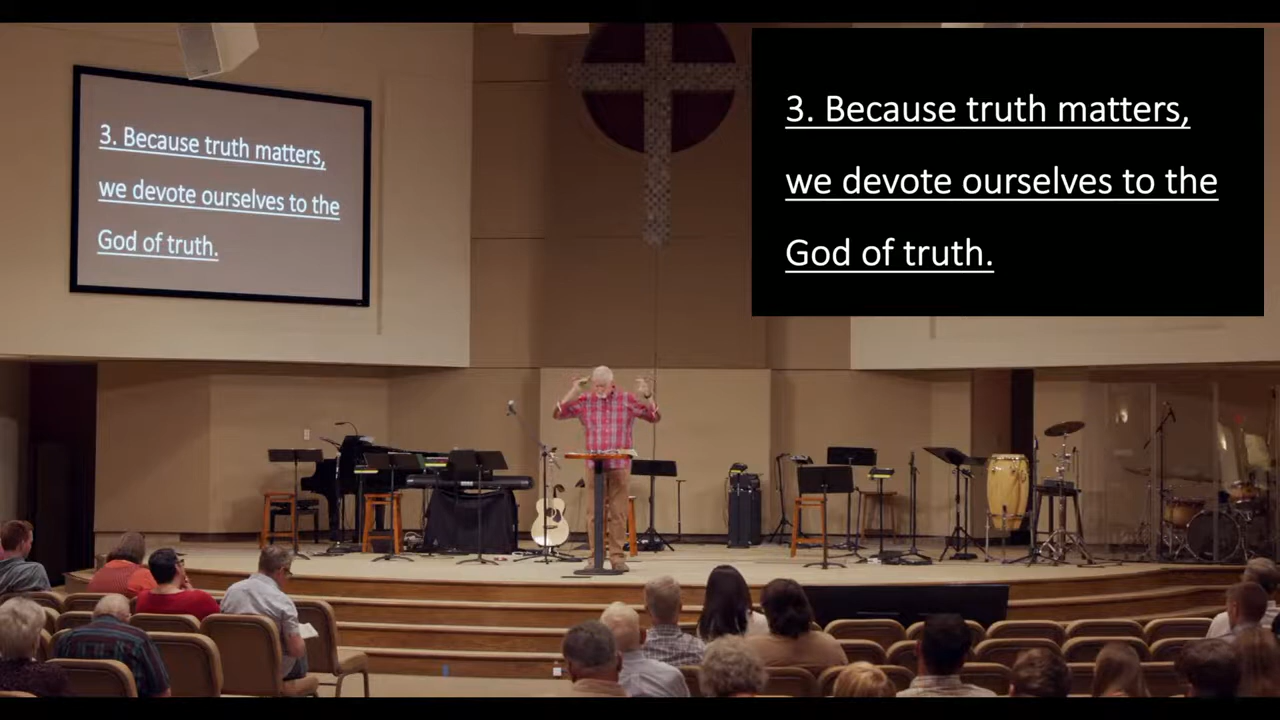 3. Because truth matters,
we devote ourselves to the
God of truth.
3. Because truth matters,
we devote ourselves to the
God of truth.